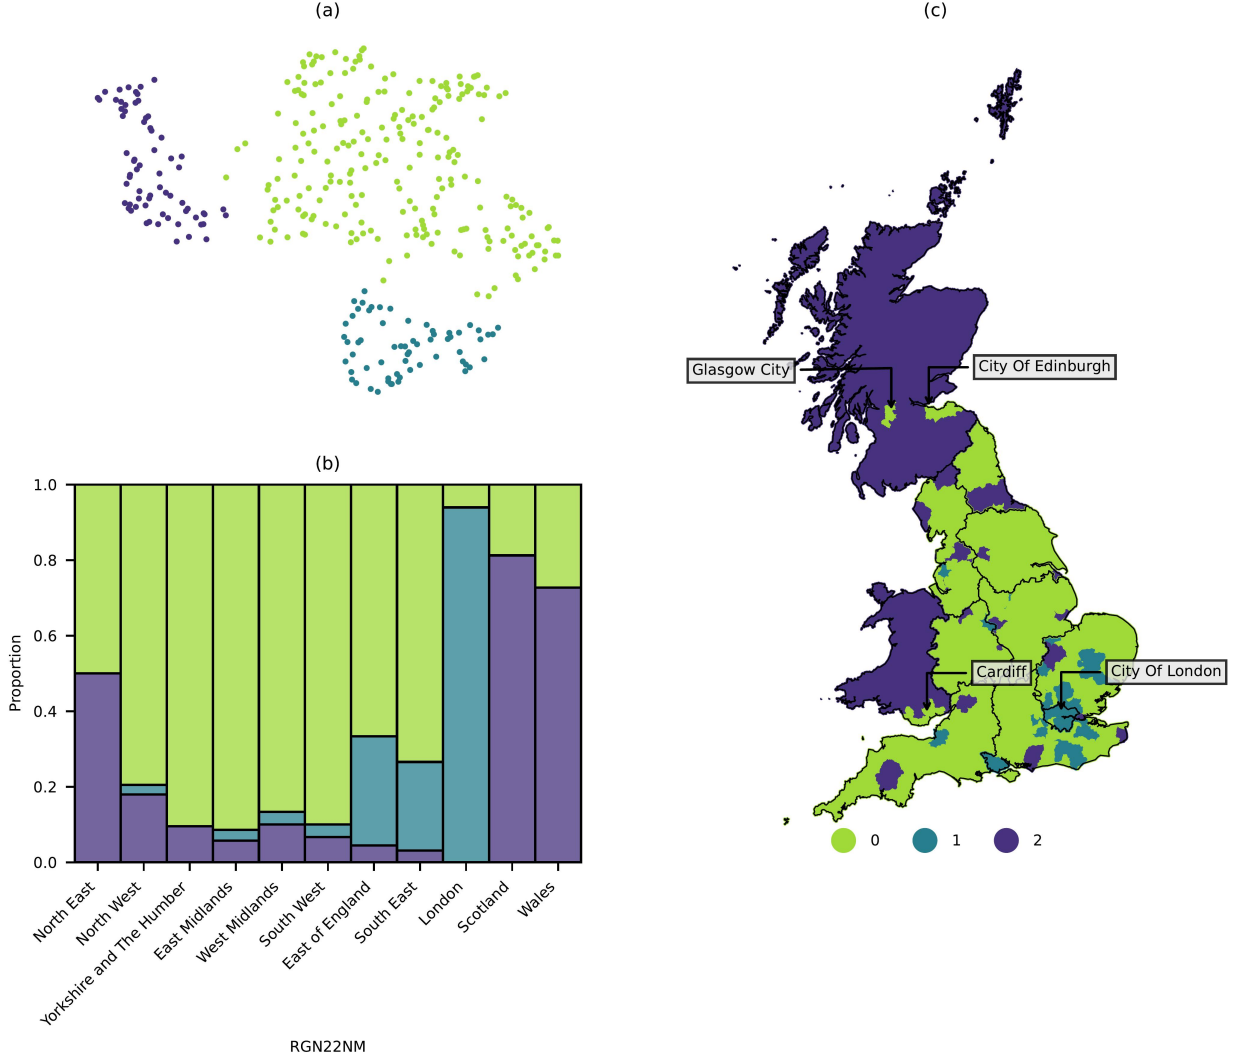 (a)
(c)
Glasgow City
City Of Edinburgh
(b)
1.0
0.8
0.6
0.4
0.2
0.0
Proportion
North East
North West
Yorkshire and The Humber
East Midlands
West Midlands
South West
East of England
South East
London
Scotland
Wales
RGN22NM
Cardiff
City Of London
0
1
2